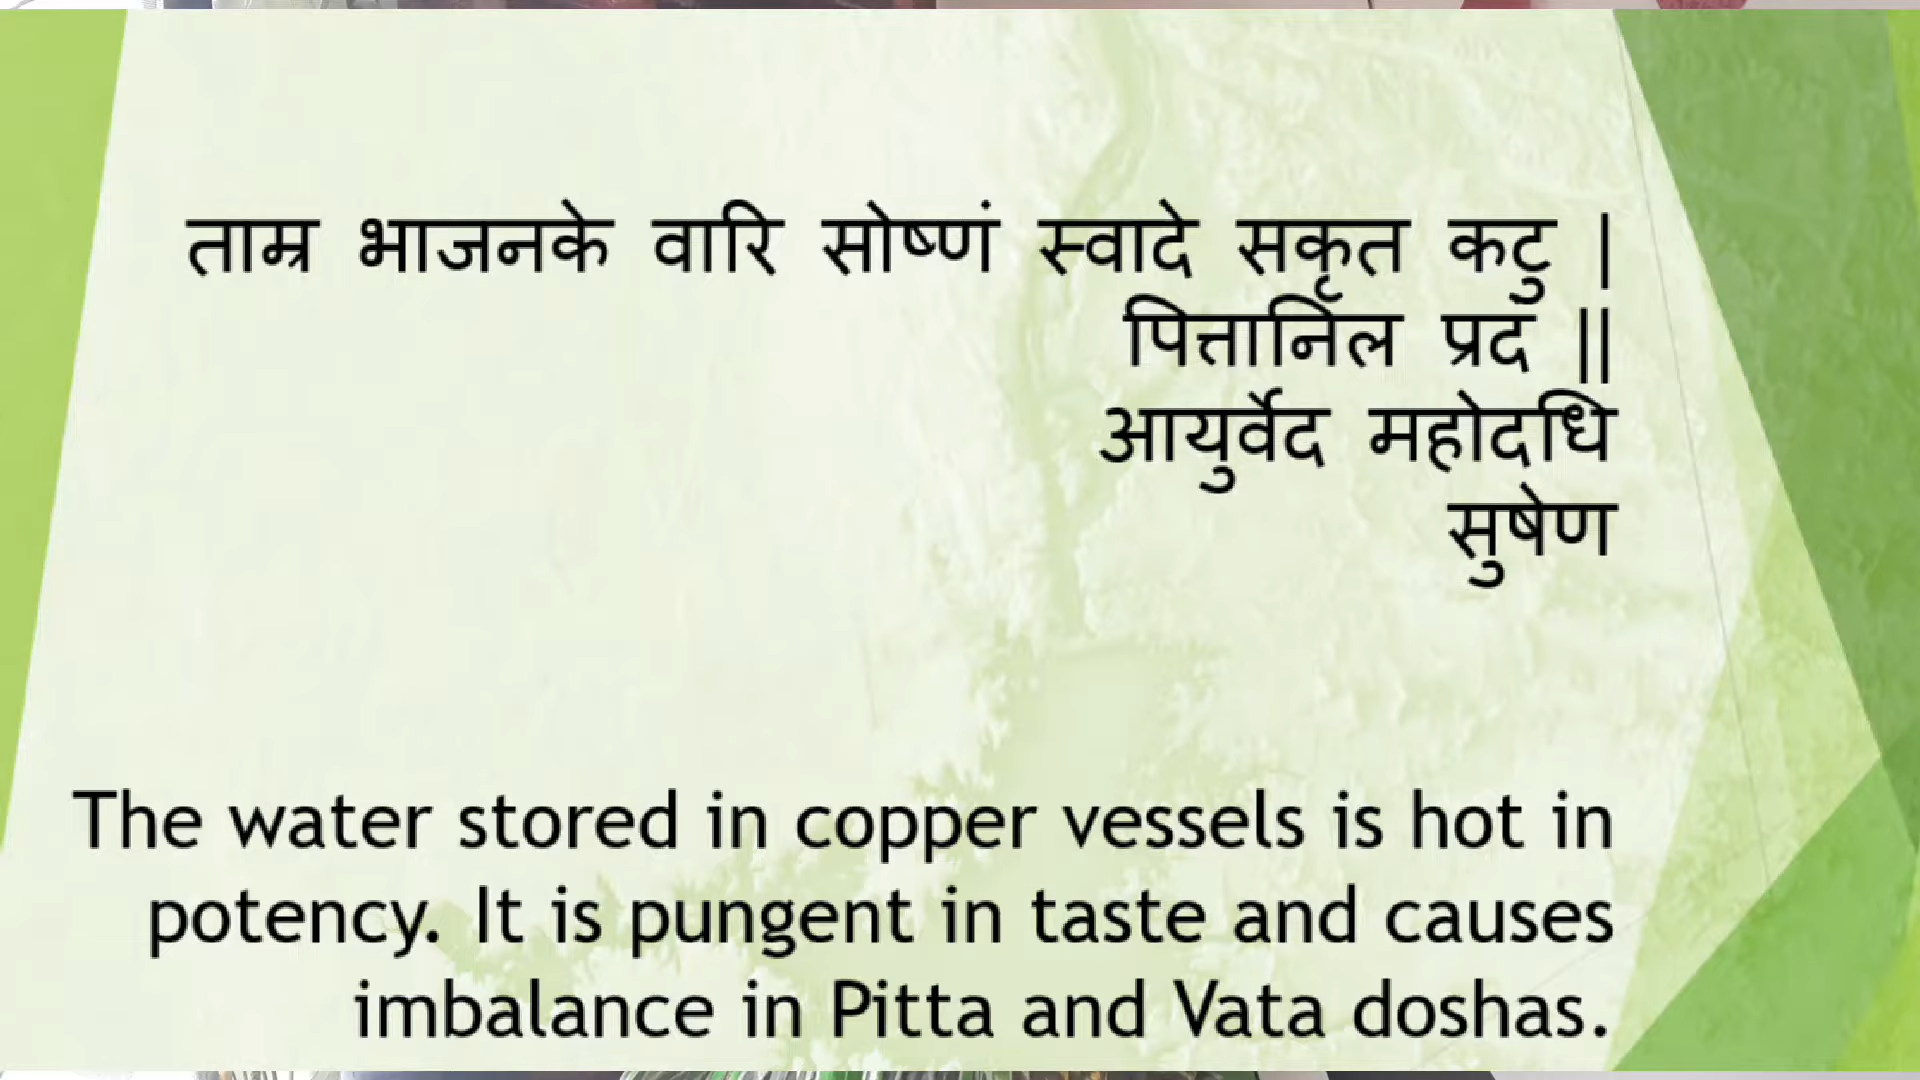 ताम्र भाजनके वारि सोष्णं स्वादे सकृत कटु |
पित्तानिल प्रद ||
आयुर्वेद महोदधि
सुषेण
The water stored in copper vessels is hot in
potency. It is pungent in taste and causes
imbalance in Pitta and Vata doshas.